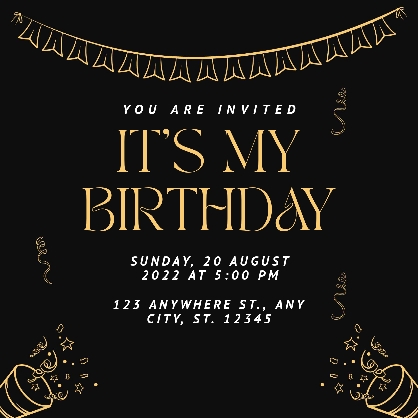 YOU ARE INVITED
IT'S MY
BIRTHDAY
SUNDAY, 20 AUGUST
2022 AT 5:00 PM
123 ANYWHERE ST., ANY
CITY, ST. 12345